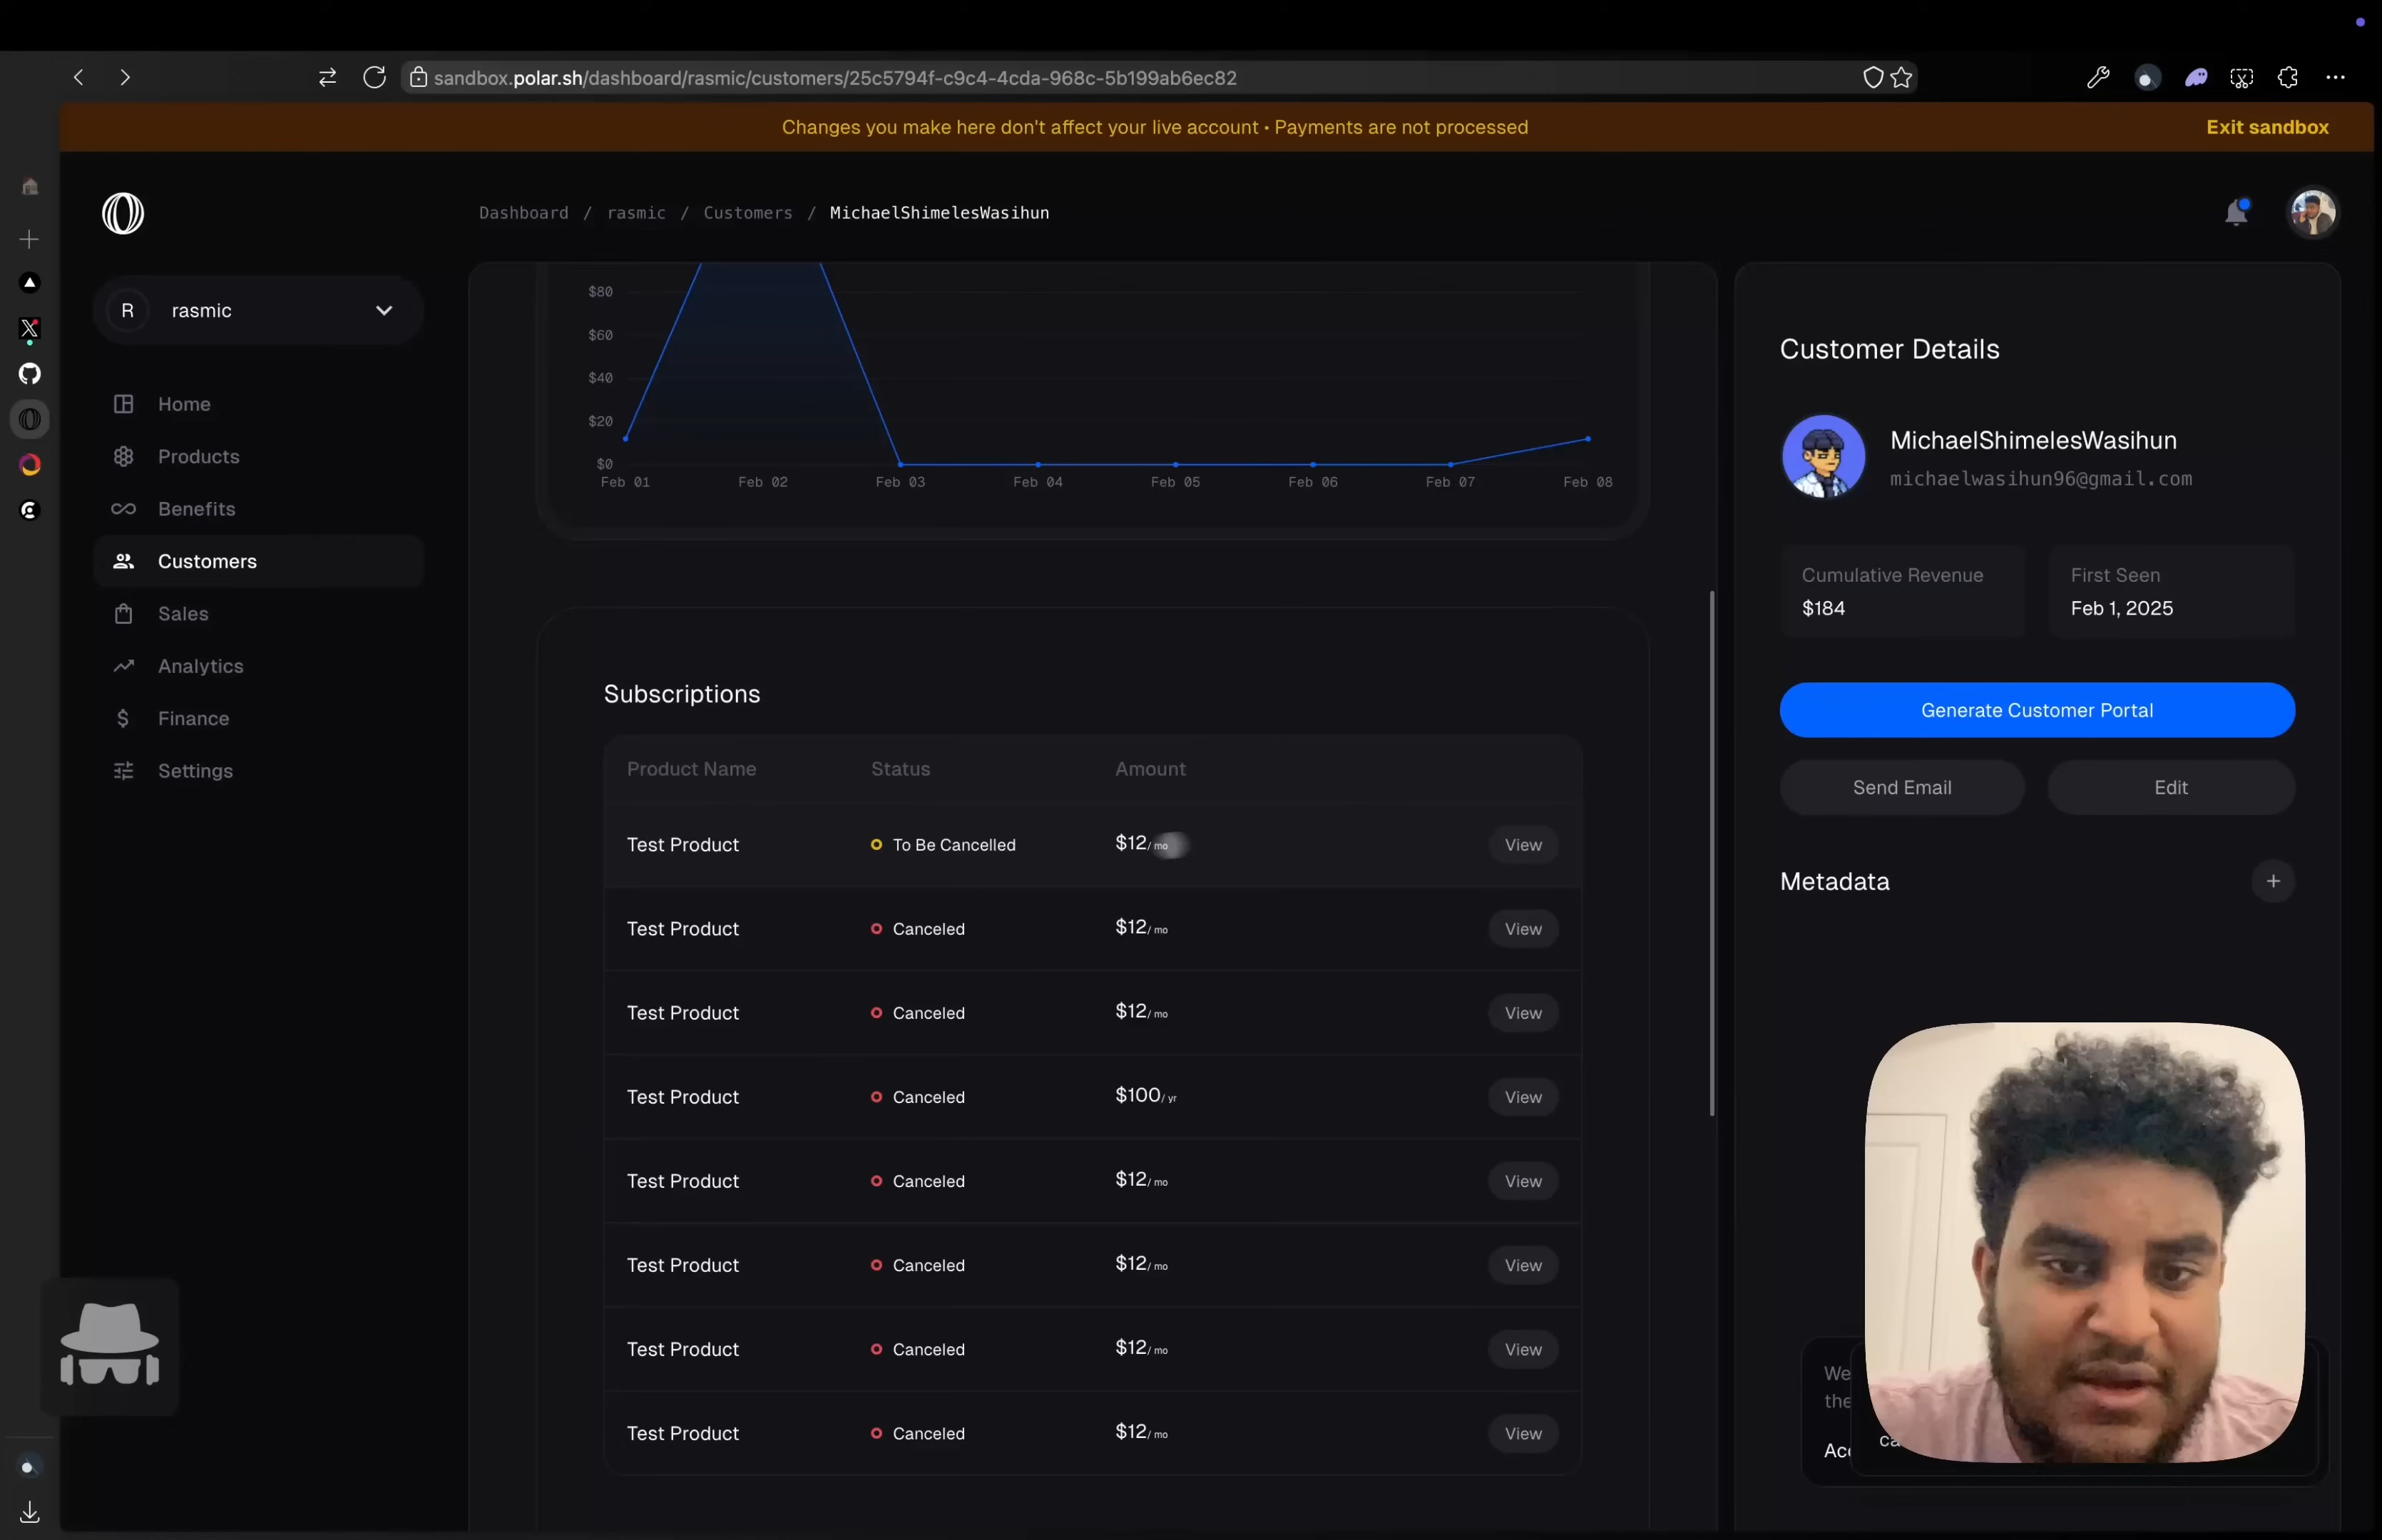 sandbox.polar.sh/dashboard/rasmic/customers/25c5794f-c9c4-4cda-968c-5b199ab6ec82
Changes you make here don't affect your live account • Payments are not processed
Exit sandbox
Dashboard / rasmic / Customers / MichaelShimelesWasihun
R rasmic
Home
Products
Benefits
Customers
Sales
Analytics
Finance
Settings
$80
$60
$40
$20
$0
Feb 01 Feb 02 Feb 03 Feb 04 Feb 05 Feb 06 Feb 07 Feb 08
Subscriptions
Product Name Status Amount
Test Product To Be Cancelled $12/ mo View
Test Product Canceled $12/ mo View
Test Product Canceled $12/ mo View
Test Product Canceled $100/ yr View
Test Product Canceled $12/ mo View
Test Product Canceled $12/ mo View
Test Product Canceled $12/ mo View
Test Product Canceled $12/ mo View
Customer Details
MichaelShimelesWasihun
michaelwasihun96@gmail.com
Cumulative Revenue
$184
First Seen
Feb 1, 2025
Generate Customer Portal
Send Email
Edit
Metadata
We